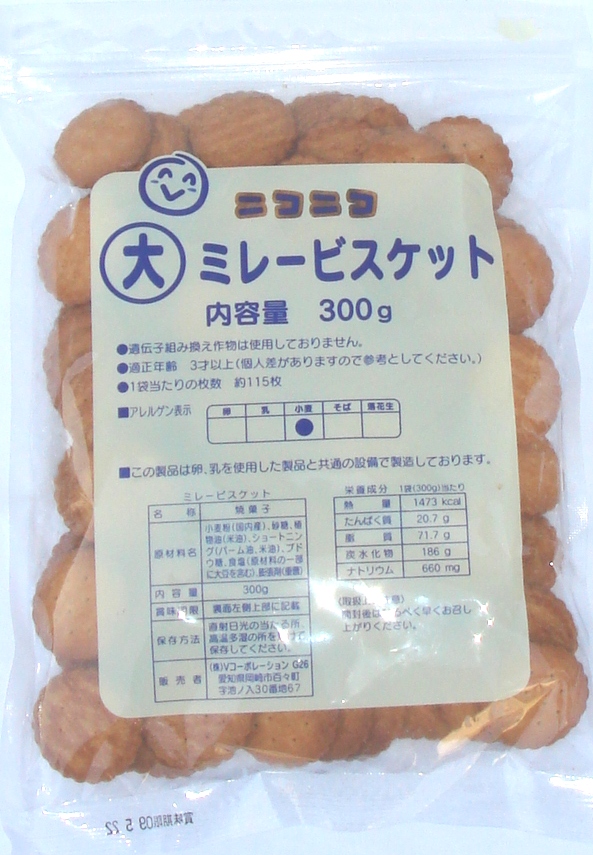 ニコニコ
大 ミレービスケット
内容量 300g
●遺伝子組み換え作物は使用しておりません。
●適正年齢 3才以上(個人差がありますので参考としてください。)
●1袋当たりの枚数 約115枚
■アレルゲン表示
卵 乳 小麦 そば 落花生
●
■この製品は卵、乳を使用した製品と共通の設備で製造しております。
ミレービスケット
名称 焼菓子
原材料名 小麦粉(国内産)、砂糖、植
物油(米油)、ショートニン
グ(パーム油、米油)、ブド
ウ糖、食塩(原材料の一部
に大豆を含む)、膨張剤(重曹)
内容量 300g
賞味期限 裏面左側上部に記載
保存方法 直射日光の当たる所、
高温多湿の所を避けて
保存してください。
販売者 (株)Vコーポレーション G26
愛知県岡崎市百々町
字池ノ入30番地67
栄養成分 1袋(300g)当たり
熱量 1473 kcal
たんぱく質 20.7 g
脂質 71.7 g
炭水化物 186 g
ナトリウム 660 mg
(取扱上の注意)
開封後はなるべく早くお召し
上がりください。
賞味期限09.5.22